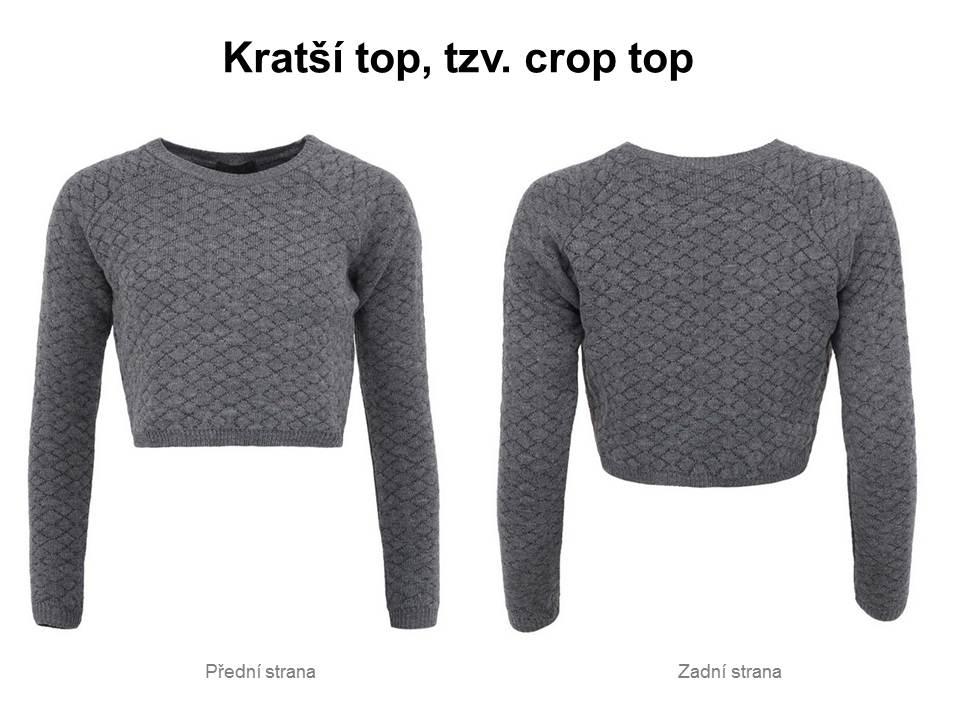 Kratší top, tzv. crop top
Přední strana
Zadní strana